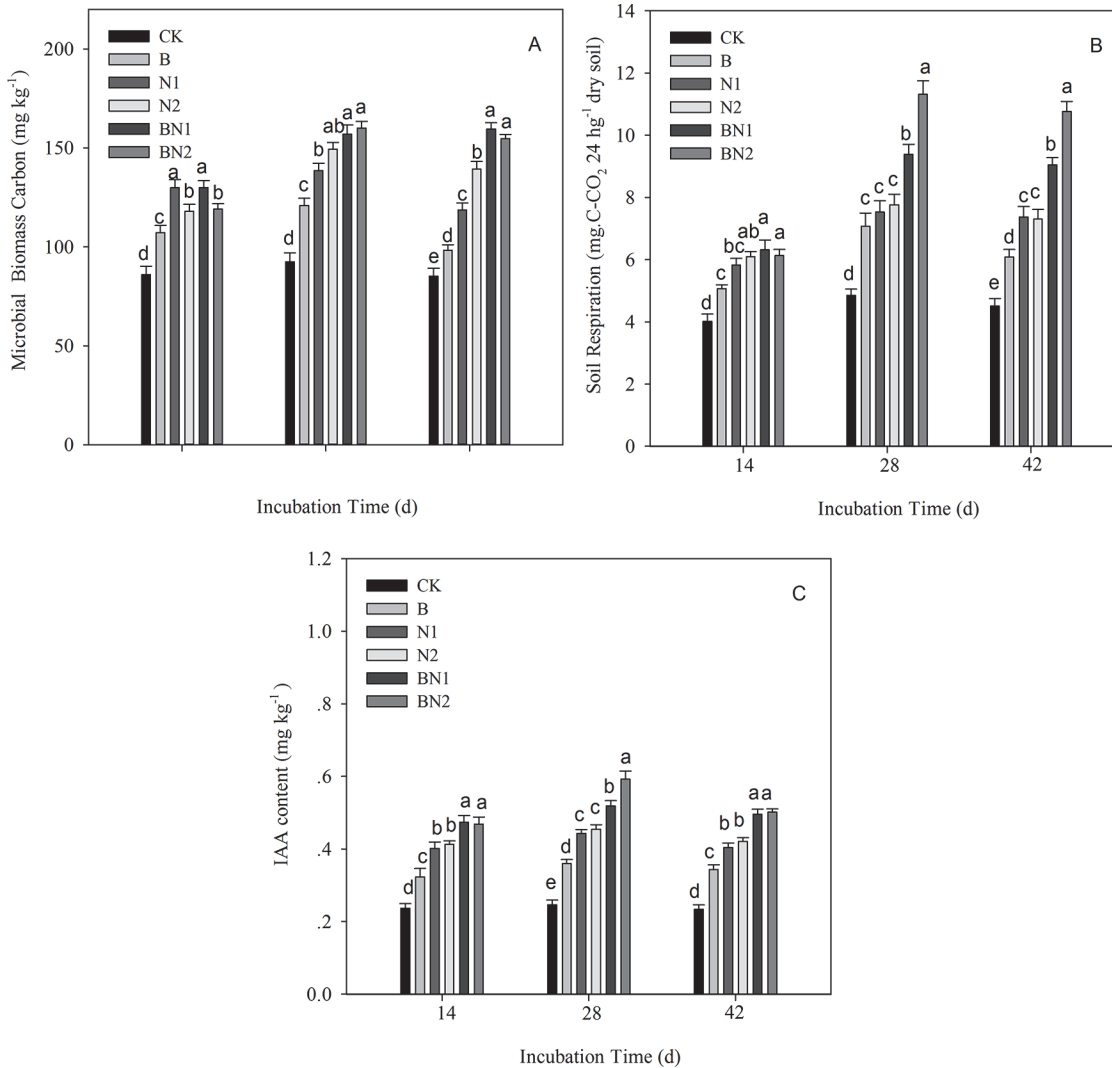 A
CK
B
N1
N2
BN1
BN2
200
150
100
50
0
Microbial Biomass Carbon (mg kg-1)
d c a b a b
d c b ab a a
e d c b a a
Incubation Time (d)
B
CK
B
N1
N2
BN1
BN2
14
12
10
8
6
4
2
0
Soil Respiration (mg.C-CO2 24 hg-1 dry soil)
d c bc ab a a
d c c c b a
e d c c b a
14 28 42
Incubation Time (d)
C
CK
B
N1
N2
BN1
BN2
1.2
1.0
.8
.6
.4
.2
0.0
IAA content (mg kg-1 )
d c b b a a
e d c c b a
d c b b a a
14 28 42
Incubation Time (d)